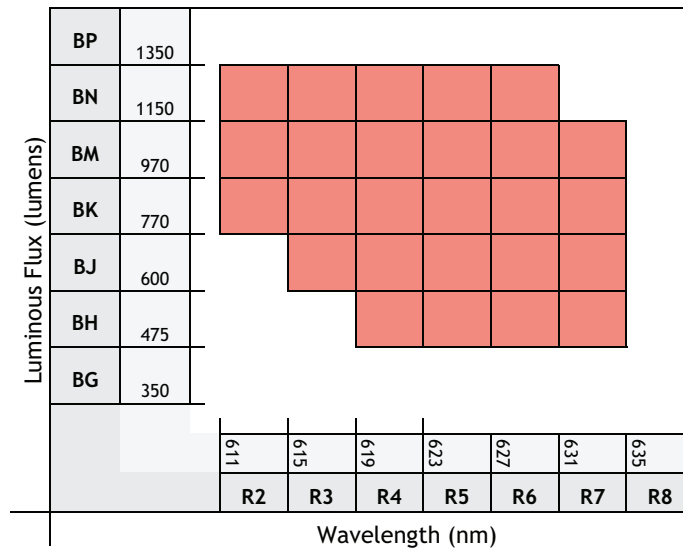 Luminous Flux (lumens)
BP 1350
BN 1150
BM 970
BK 770
BJ 600
BH 475
BG 350
611 615 619 623 627 631 635
R2 R3 R4 R5 R6 R7 R8
Wavelength (nm)